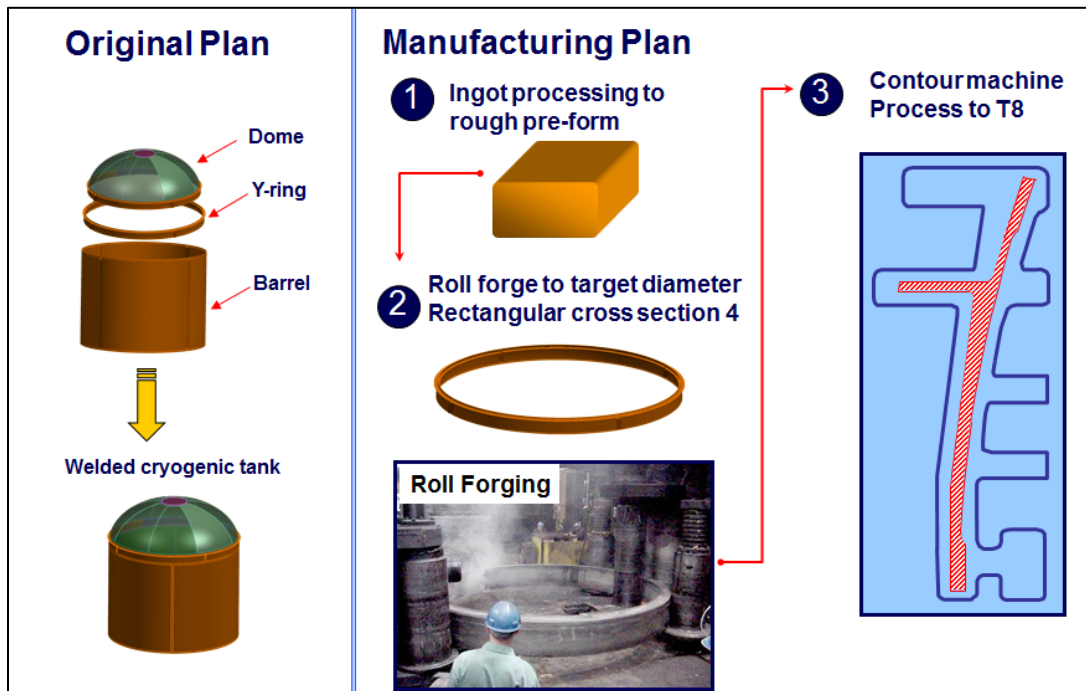 Original Plan
Dome
Y-ring
Barrel
Welded cryogenic tank
Manufacturing Plan
1
Ingot processing to
rough pre-form
2
Roll forge to target diameter
Rectangular cross section 4
Roll Forging
3
Contour machine
Process to T8